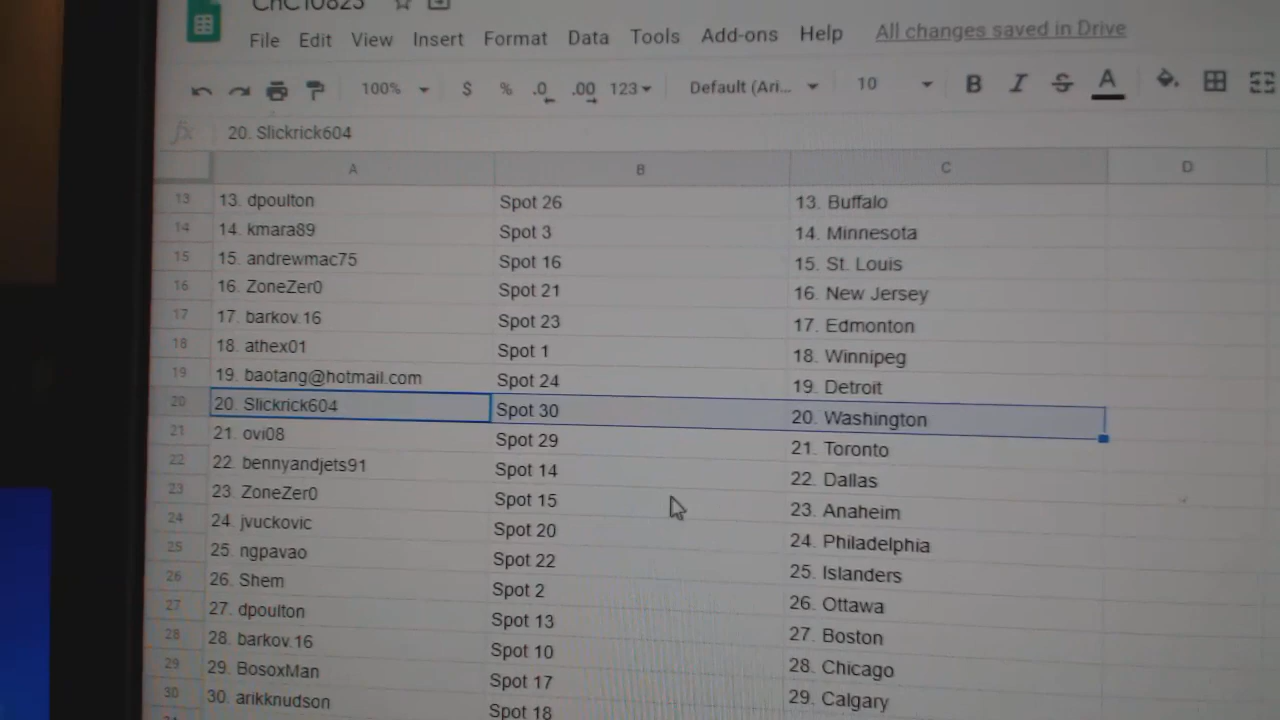 CHC10823
File Edit View Insert Format Data Tools Add-ons Help All changes saved in Drive
100% $ % .0 .00 123 Default (Ari... 10 B I S A
fx 20. Slickrick604
A B C D
13 13. dpoulton Spot 26 13. Buffalo
14 14. kmara89 Spot 3 14. Minnesota
15 15. andrewmac75 Spot 16 15. St. Louis
16 16. ZoneZer0 Spot 21 16. New Jersey
17 17. barkov.16 Spot 23 17. Edmonton
18 18. athex01 Spot 1 18. Winnipeg
19 19. baotang@hotmail.com Spot 24 19. Detroit
20 20. Slickrick604 Spot 30 20. Washington
21 21. ovi08 Spot 29 21. Toronto
22 22. bennyandjets91 Spot 14 22. Dallas
23 23. ZoneZer0 Spot 15 23. Anaheim
24 24. jvuckovic Spot 20 24. Philadelphia
25 25. ngpavao Spot 22 25. Islanders
26 26. Shem Spot 2 26. Ottawa
27 27. dpoulton Spot 13 27. Boston
28 28. barkov.16 Spot 10 28. Chicago
29 29. BosoxMan Spot 17 29. Calgary
30 30. arikknudson Spot 18